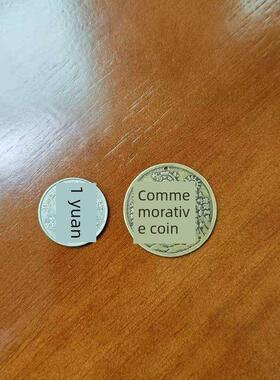 1 yuan
Comme
morativ
e coin